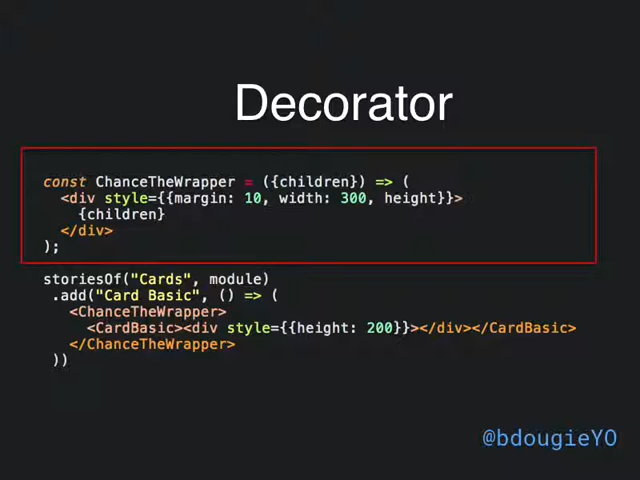 Decorator
const ChanceTheWrapper = ({children}) => (
<div style={{margin: 10, width: 300, height}}>
{children}
</div>
);
storiesOf("Cards", module)
.add("Card Basic", () => (
<ChanceTheWrapper>
<CardBasic><div style={{height: 200}}></div></CardBasic>
</ChanceTheWrapper>
))
@bdougieYO